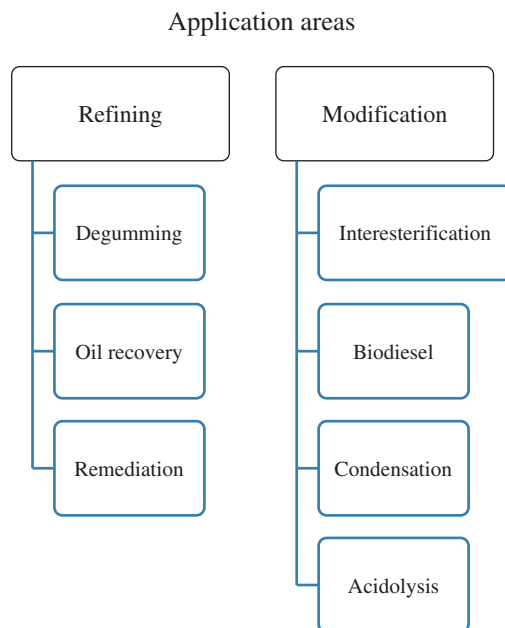 Application areas
Refining
Degumming
Oil recovery
Remediation
Modification
Interesterification
Biodiesel
Condensation
Acidolysis